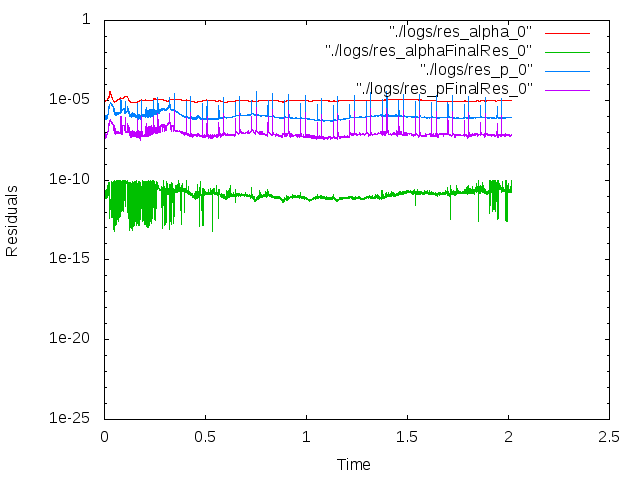 1
"./logs/res_alpha_0"
"./logs/res_alphaFinalRes_0"
"./logs/res_p_0"
"./logs/res_pFinalRes_0"
1e-05
1e-10
1e-15
1e-20
1e-25
Residuals
0 0.5 1 1.5 2 2.5
Time